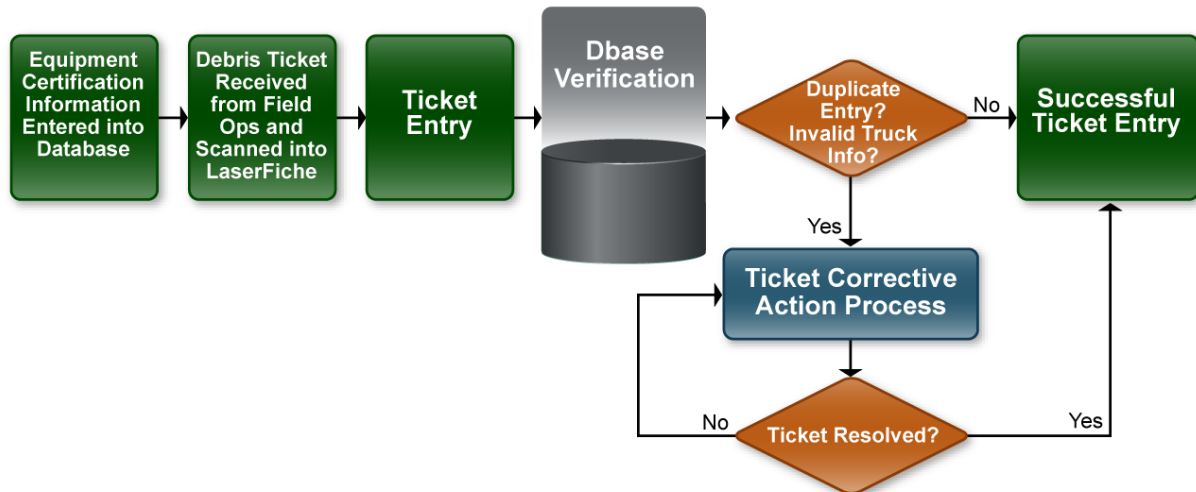 Equipment
Certification
Information
Entered into
Database
Debris Ticket
Received
from Field
Ops and
Scanned into
LaserFiche
Ticket
Entry
Dbase
Verification
Duplicate
Entry?
Invalid Truck
Info?
No
Successful
Ticket Entry
Yes
Ticket Corrective
Action Process
No
Ticket Resolved?
Yes